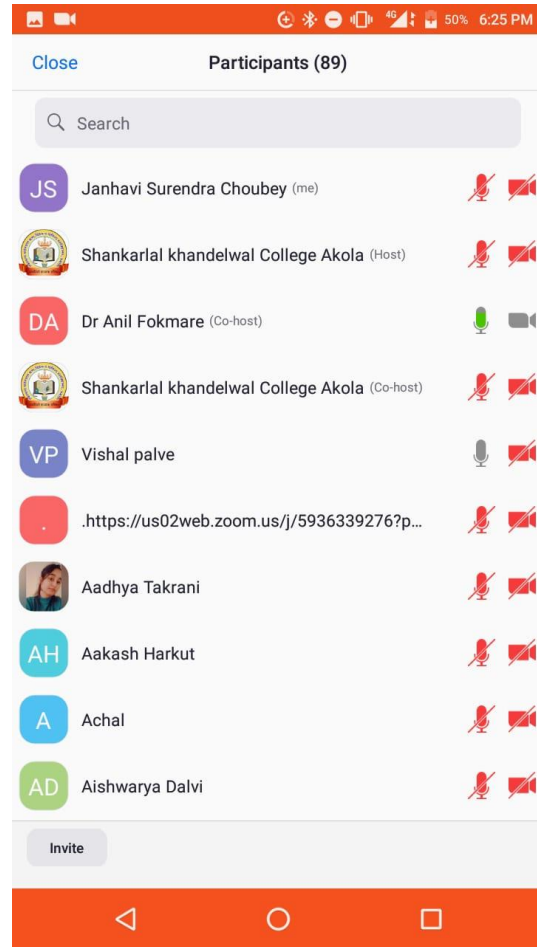 4G 50% 6:25 PM
Close Participants (89)
Search
JS Janhavi Surendra Choubey (me)
Shankarlal khandelwal College Akola (Host)
DA Dr Anil Fokmare (Co-host)
Shankarlal khandelwal College Akola (Co-host)
VP Vishal palve
. .https://us02web.zoom.us/j/5936339276?p...
Aadhya Takrani
AH Aakash Harkut
A Achal
AD Aishwarya Dalvi
Invite